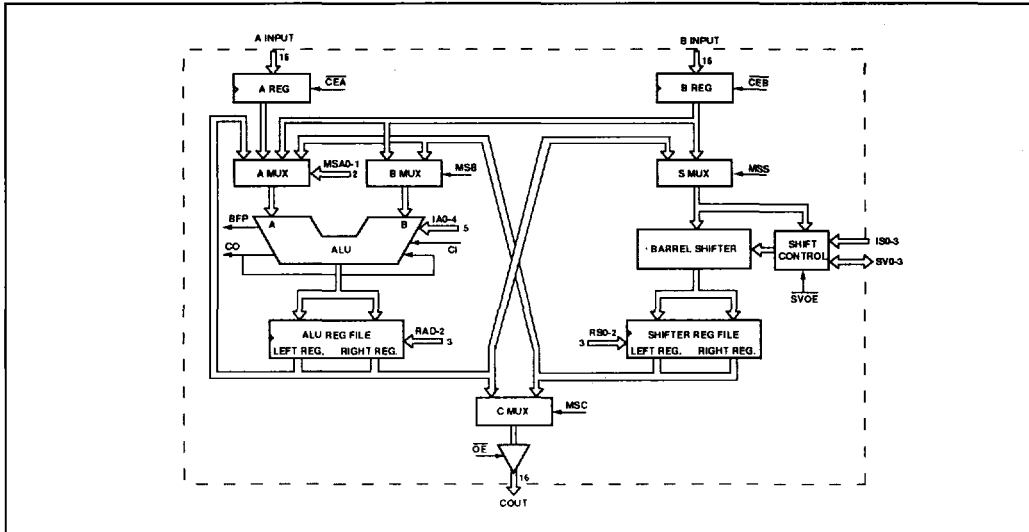 A INPUT
B INPUT
16
16
A REG
CEA
B REG
CEB
A MUX
MSA0-1
2
B MUX
MSB
S MUX
MSS
BFP
A
B
IA0-4
5
CO
ALU
CI
BARREL SHIFTER
SHIFT
CONTROL
IS0-3
SV0-3
SVOE
ALU REG FILE
LEFT REG. RIGHT REG.
RA0-2
3
RS0-2
3
SHIFTER REG FILE
LEFT REG. RIGHT REG.
C MUX
MSC
OE
16
COUT